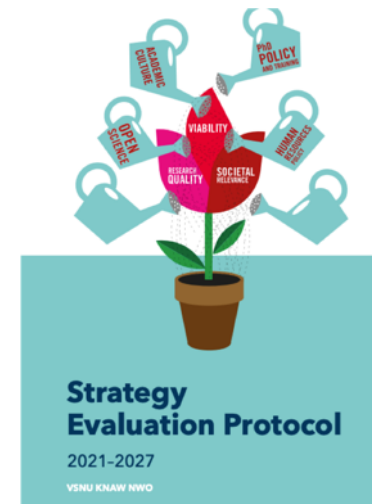 ACADEMIC
CULTURE
PhD
POLICY
AND TRAINING
OPEN
SCIENCE
VIABILITY
HUMAN
RESOURCES
POLICY
RESEARCH
QUALITY
SOCIETAL
RELEVANCE
Strategy
Evaluation Protocol
2021–2027
VSNU KNAW NWO